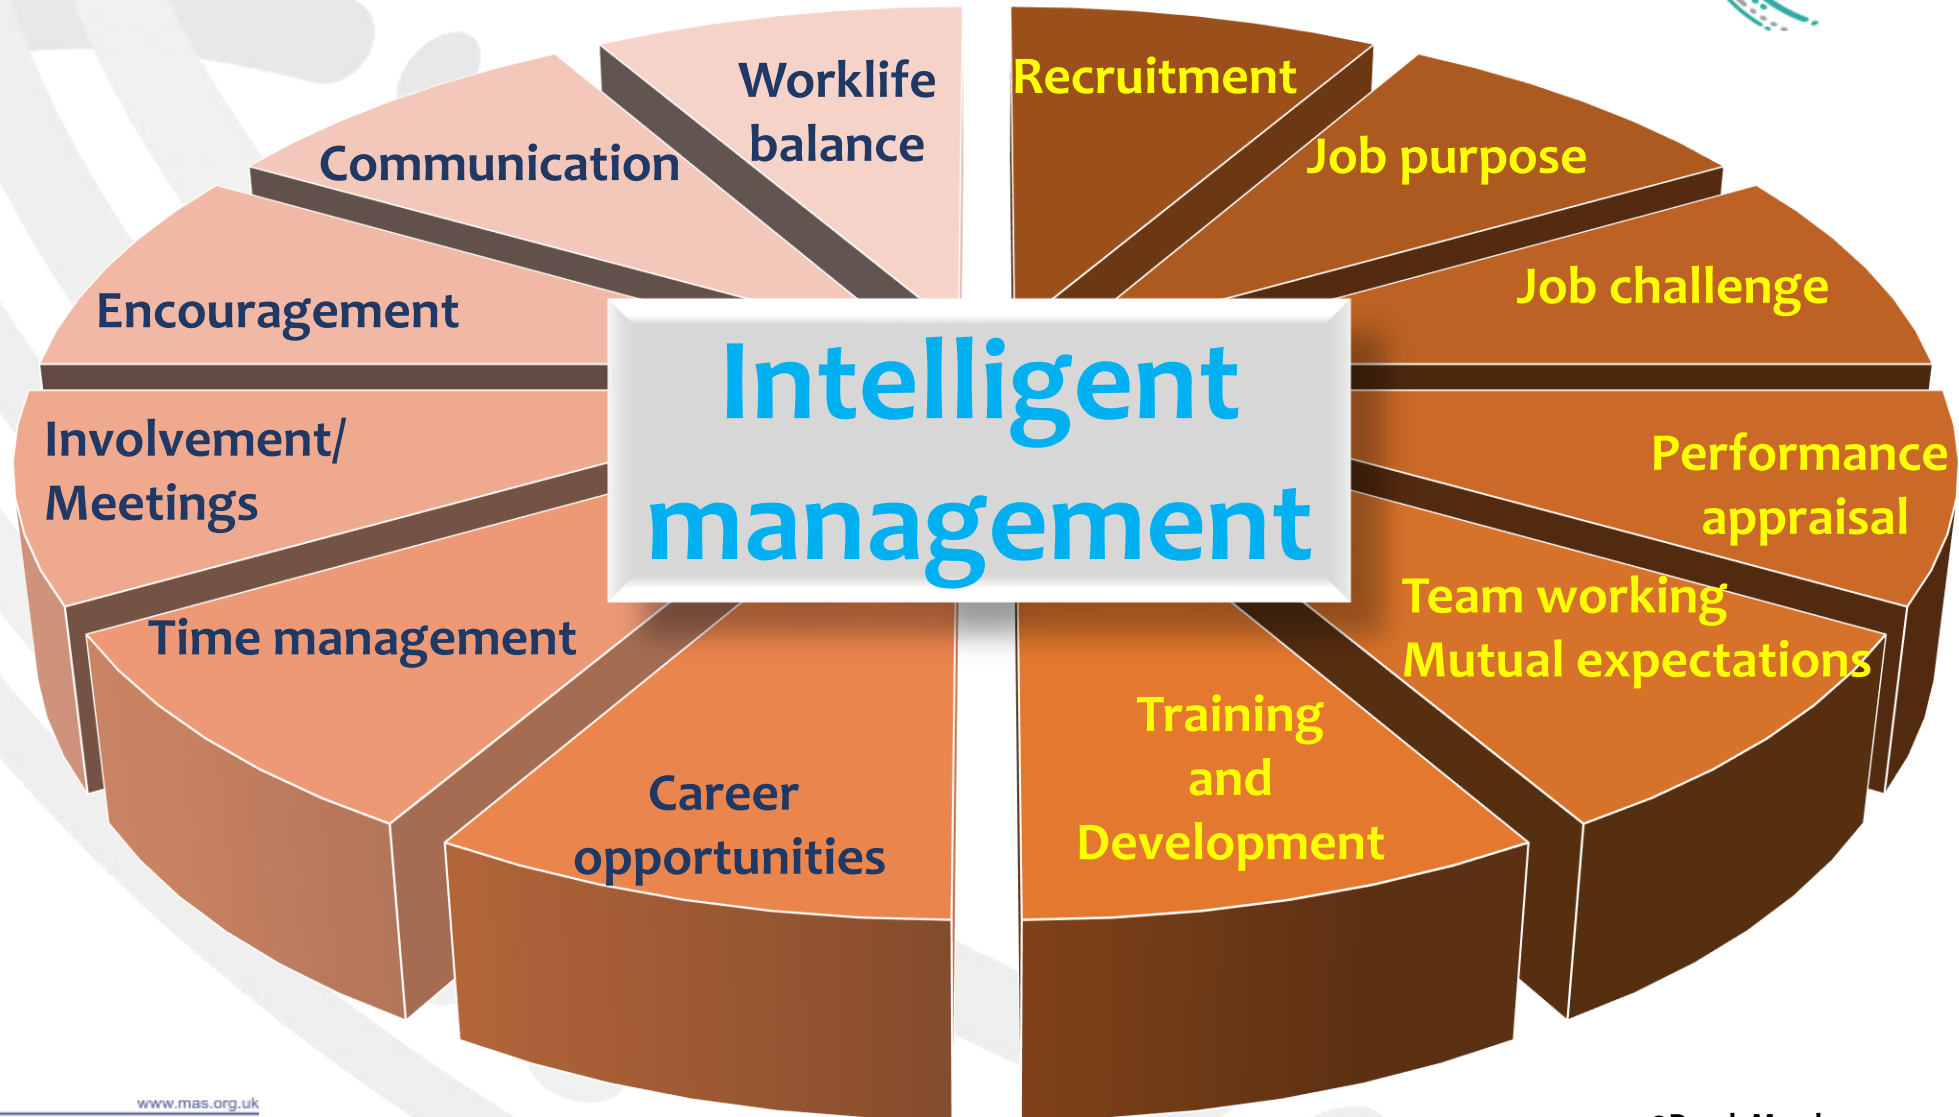 Worklife
balance
Recruitment
Job purpose
Job challenge
Performance
appraisal
Team working
Mutual expectations
Training
and
Development
Career
opportunities
Time management
Involvement/
Meetings
Encouragement
Communication
Intelligent
management
www.mas.org.uk